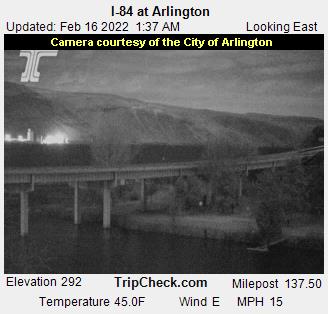 I-84 at Arlington
Updated: Feb 16 2022 1:37 AM Looking East
Camera courtesy of the City of Arlington
Elevation 292 TripCheck.com Milepost 137.50
Temperature 45.0F Wind E MPH 15